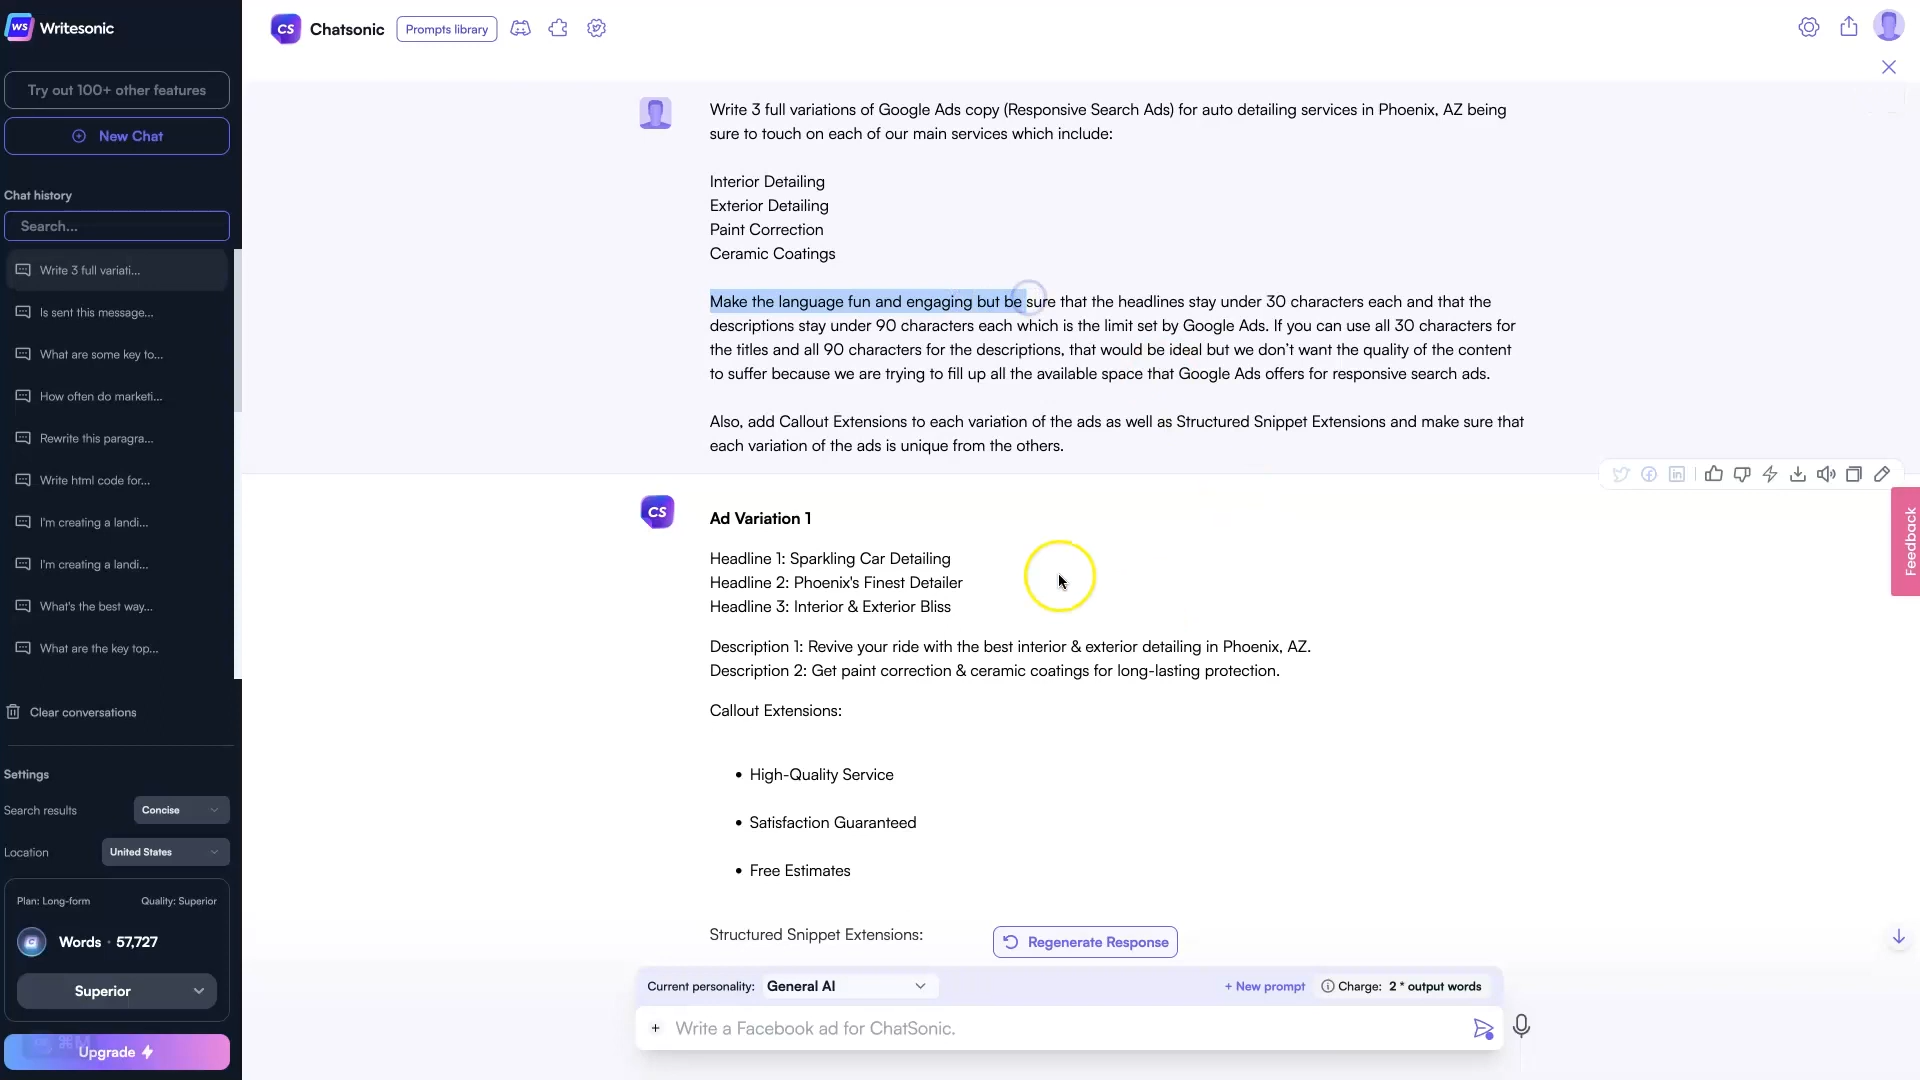 WS Writesonic
Try out 100+ other features
New Chat
Chat history
Search...
Write 3 full variati...
Is sent this message...
What are some key to...
How often do marketi...
Rewrite this paragra...
Write html code for...
I'm creating a landi...
I'm creating a landi...
What's the best way...
What are the key top...
Clear conversations
Settings
Search results Concise
Location United States
Plan: Long-form Quality: Superior
G Words · 57,727
Superior
⌘M
Upgrade
CS Chatsonic Prompts library
Write 3 full variations of Google Ads copy (Responsive Search Ads) for auto detailing services in Phoenix, AZ being
sure to touch on each of our main services which include:
Interior Detailing
Exterior Detailing
Paint Correction
Ceramic Coatings
Make the language fun and engaging but be sure that the headlines stay under 30 characters each and that the
descriptions stay under 90 characters each which is the limit set by Google Ads. If you can use all 30 characters for
the titles and all 90 characters for the descriptions, that would be ideal but we don't want the quality of the content
to suffer because we are trying to fill up all the available space that Google Ads offers for responsive search ads.
Also, add Callout Extensions to each variation of the ads as well as Structured Snippet Extensions and make sure that
each variation of the ads is unique from the others.
CS
Ad Variation 1
Headline 1: Sparkling Car Detailing
Headline 2: Phoenix's Finest Detailer
Headline 3: Interior & Exterior Bliss
Description 1: Revive your ride with the best interior & exterior detailing in Phoenix, AZ.
Description 2: Get paint correction & ceramic coatings for long-lasting protection.
Callout Extensions:
• High-Quality Service
• Satisfaction Guaranteed
• Free Estimates
Structured Snippet Extensions:
Regenerate Response
Current personality: General AI + New prompt Charge: 2 * output words
+ Write a Facebook ad for ChatSonic.
Feedback